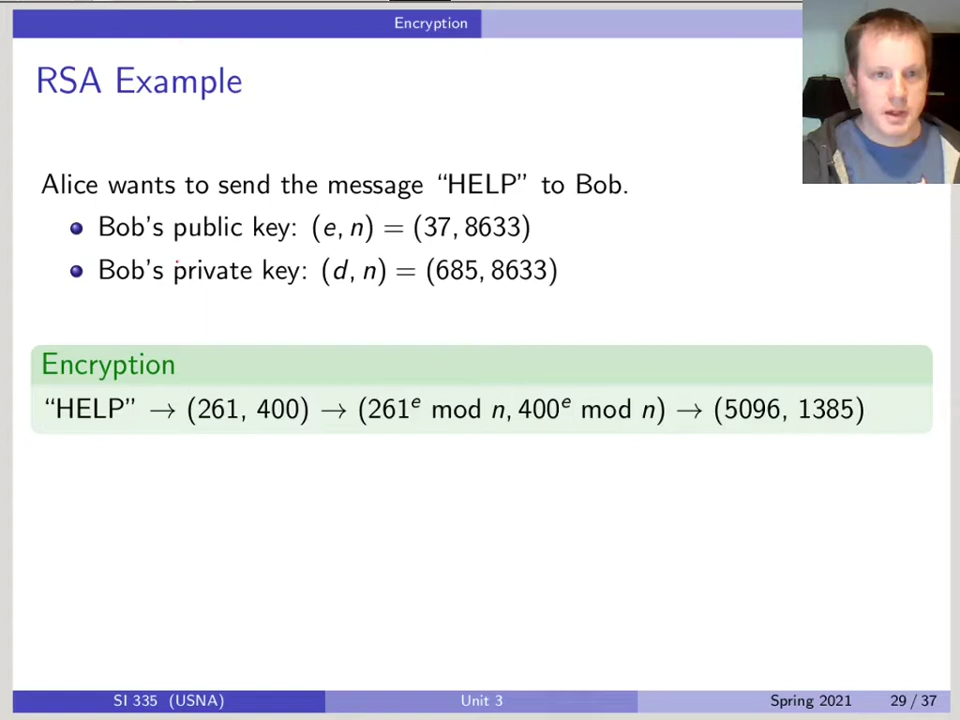 Encryption
RSA Example
Alice wants to send the message “HELP” to Bob.
Bob’s public key: (e, n) = (37, 8633)
Bob’s private key: (d, n) = (685, 8633)
Encryption
“HELP” → (261, 400) → (261ᵉ mod n, 400ᵉ mod n) → (5096, 1385)
SI 335 (USNA) Unit 3 Spring 2021 29 / 37